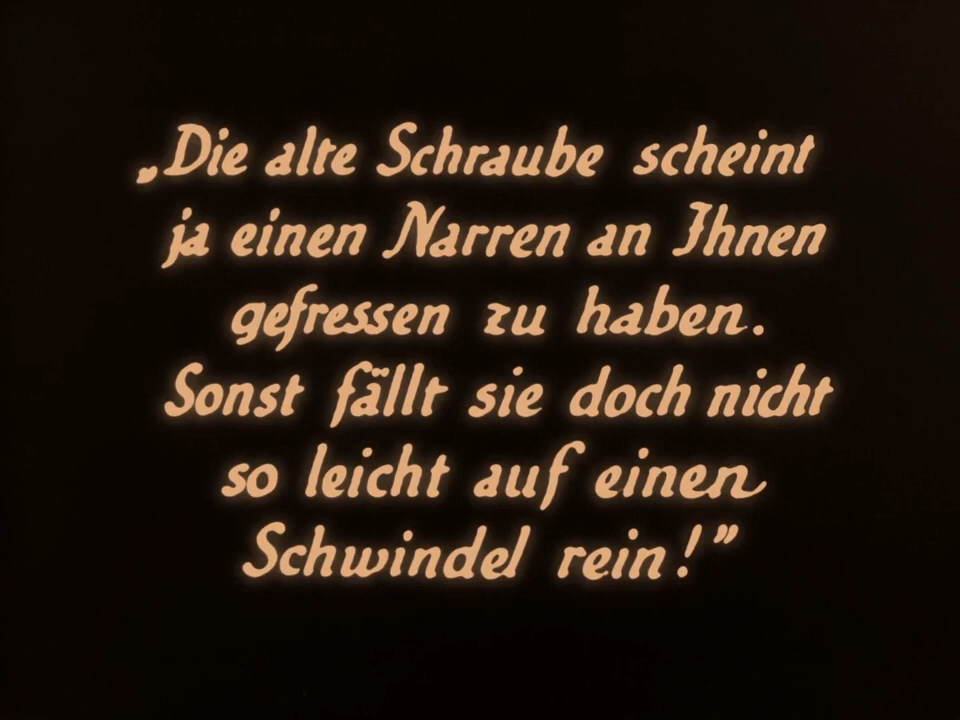 „Die alte Schraube scheint
ja einen Narren an Ihnen
gefressen zu haben.
Sonst fällt sie doch nicht
so leicht auf einen
Schwindel rein!”